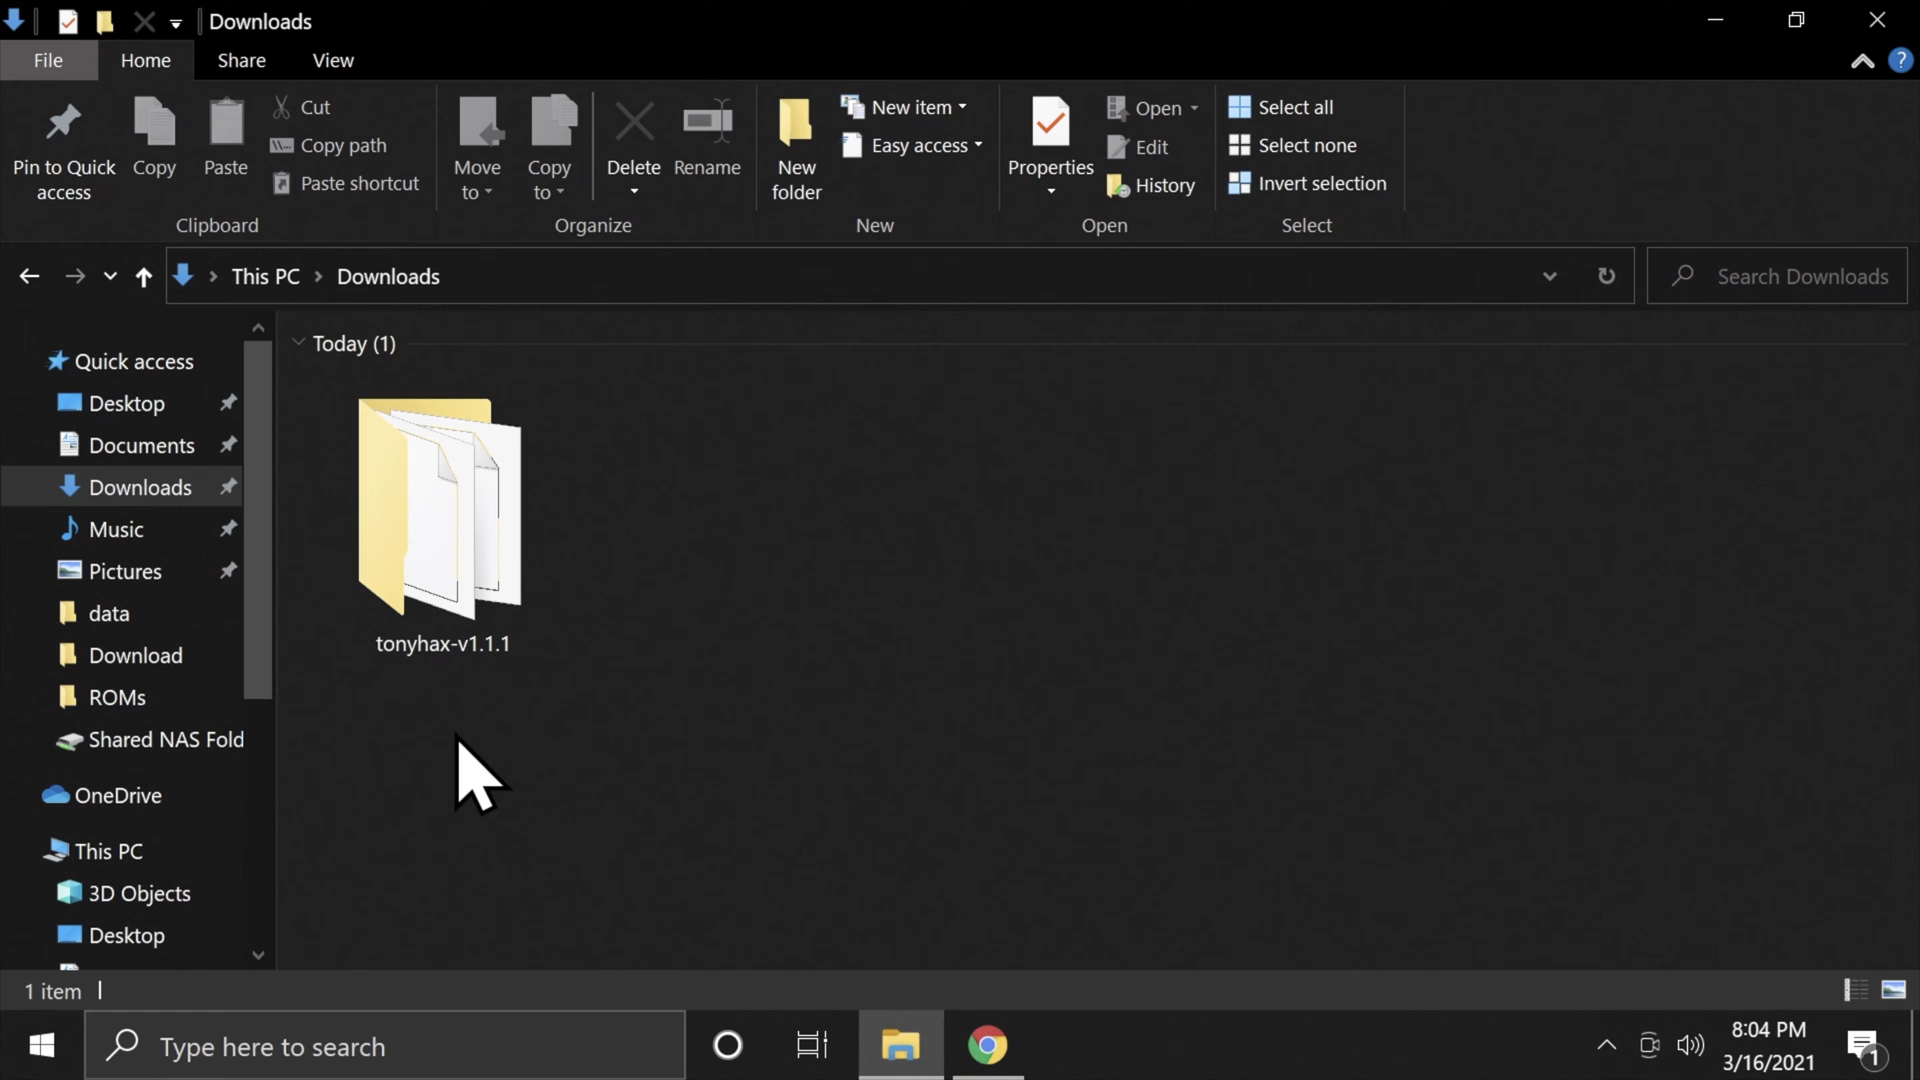 Downloads
File Home Share View
?
Pin to Quick access
Copy
Paste
Cut
Copy path
Paste shortcut
Clipboard
Move to
Copy to
Delete
Rename
Organize
New folder
New item
Easy access
New
Properties
Open
Edit
History
Open
Select all
Select none
Invert selection
Select
This PC > Downloads
Search Downloads
Quick access
Desktop
Documents
Downloads
Music
Pictures
data
Download
ROMs
Shared NAS Fold
OneDrive
This PC
3D Objects
Desktop
Today (1)
tonyhax-v1.1.1
1 item
Type here to search
8:04 PM
3/16/2021
1